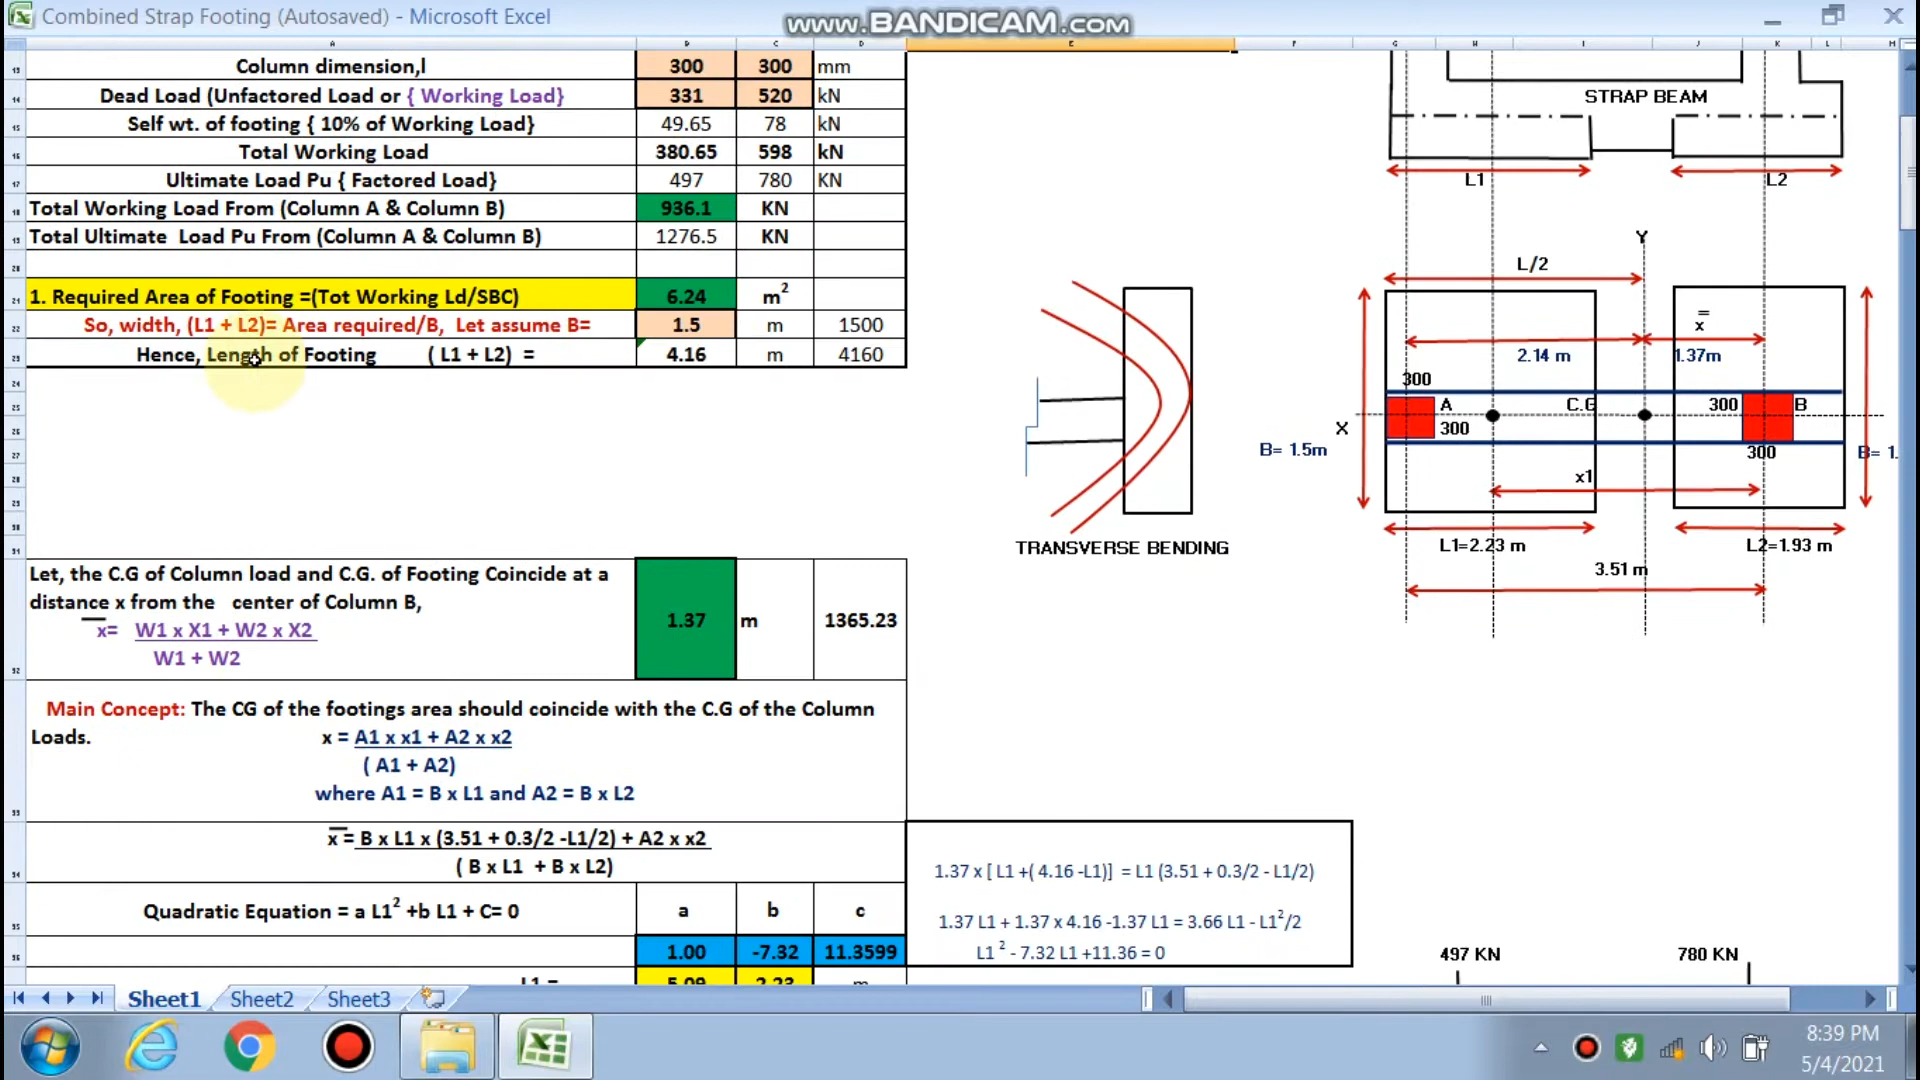 Combined Strap Footing (Autosaved) - Microsoft Excel
www.BANDICAM.com
Column dimension,l 300 300 mm
Dead Load (Unfactored Load or { Working Load} 331 520 kN
Self wt. of footing { 10% of Working Load} 49.65 78 kN
Total Working Load 380.65 598 kN
Ultimate Load Pu { Factored Load} 497 780 KN
Total Working Load From (Column A & Column B) 936.1 KN
Total Ultimate Load Pu From (Column A & Column B) 1276.5 KN
1. Required Area of Footing =(Tot Working Ld/SBC) 6.24 m2
So, width, (L1 + L2)= Area required/B, Let assume B= 1.5 m 1500
Hence, Length of Footing ( L1 + L2) = 4.16 m 4160
Let, the C.G of Column load and C.G. of Footing Coincide at a
distance x from the center of Column B,
x= W1 x X1 + W2 x X2
W1 + W2
1.37 m 1365.23
Main Concept: The CG of the footings area should coincide with the C.G of the Column
Loads. x = A1 x x1 + A2 x x2
( A1 + A2)
where A1 = B x L1 and A2 = B x L2
x = B x L1 x (3.51 + 0.3/2 -L1/2) + A2 x x2
( B x L1 + B x L2)
Quadratic Equation = a L12 +b L1 + C= 0 a b c
1.00 -7.32 11.3599
L1 = 5.09 2.23 m
1.37 x [ L1 +( 4.16 -L1)] = L1 (3.51 + 0.3/2 - L1/2)
1.37 L1 + 1.37 x 4.16 -1.37 L1 = 3.66 L1 - L12/2
L1 2 - 7.32 L1 +11.36 = 0
TRANSVERSE BENDING
STRAP BEAM
L1 L2
Y
L/2
x
2.14 m 1.37m
300
A C.G 300 B
X 300
B= 1.5m 300 B= 1.
x1
L1=2.23 m L2=1.93 m
3.51 m
497 KN 780 KN
Sheet1 Sheet2 Sheet3
8:39 PM
5/4/2021